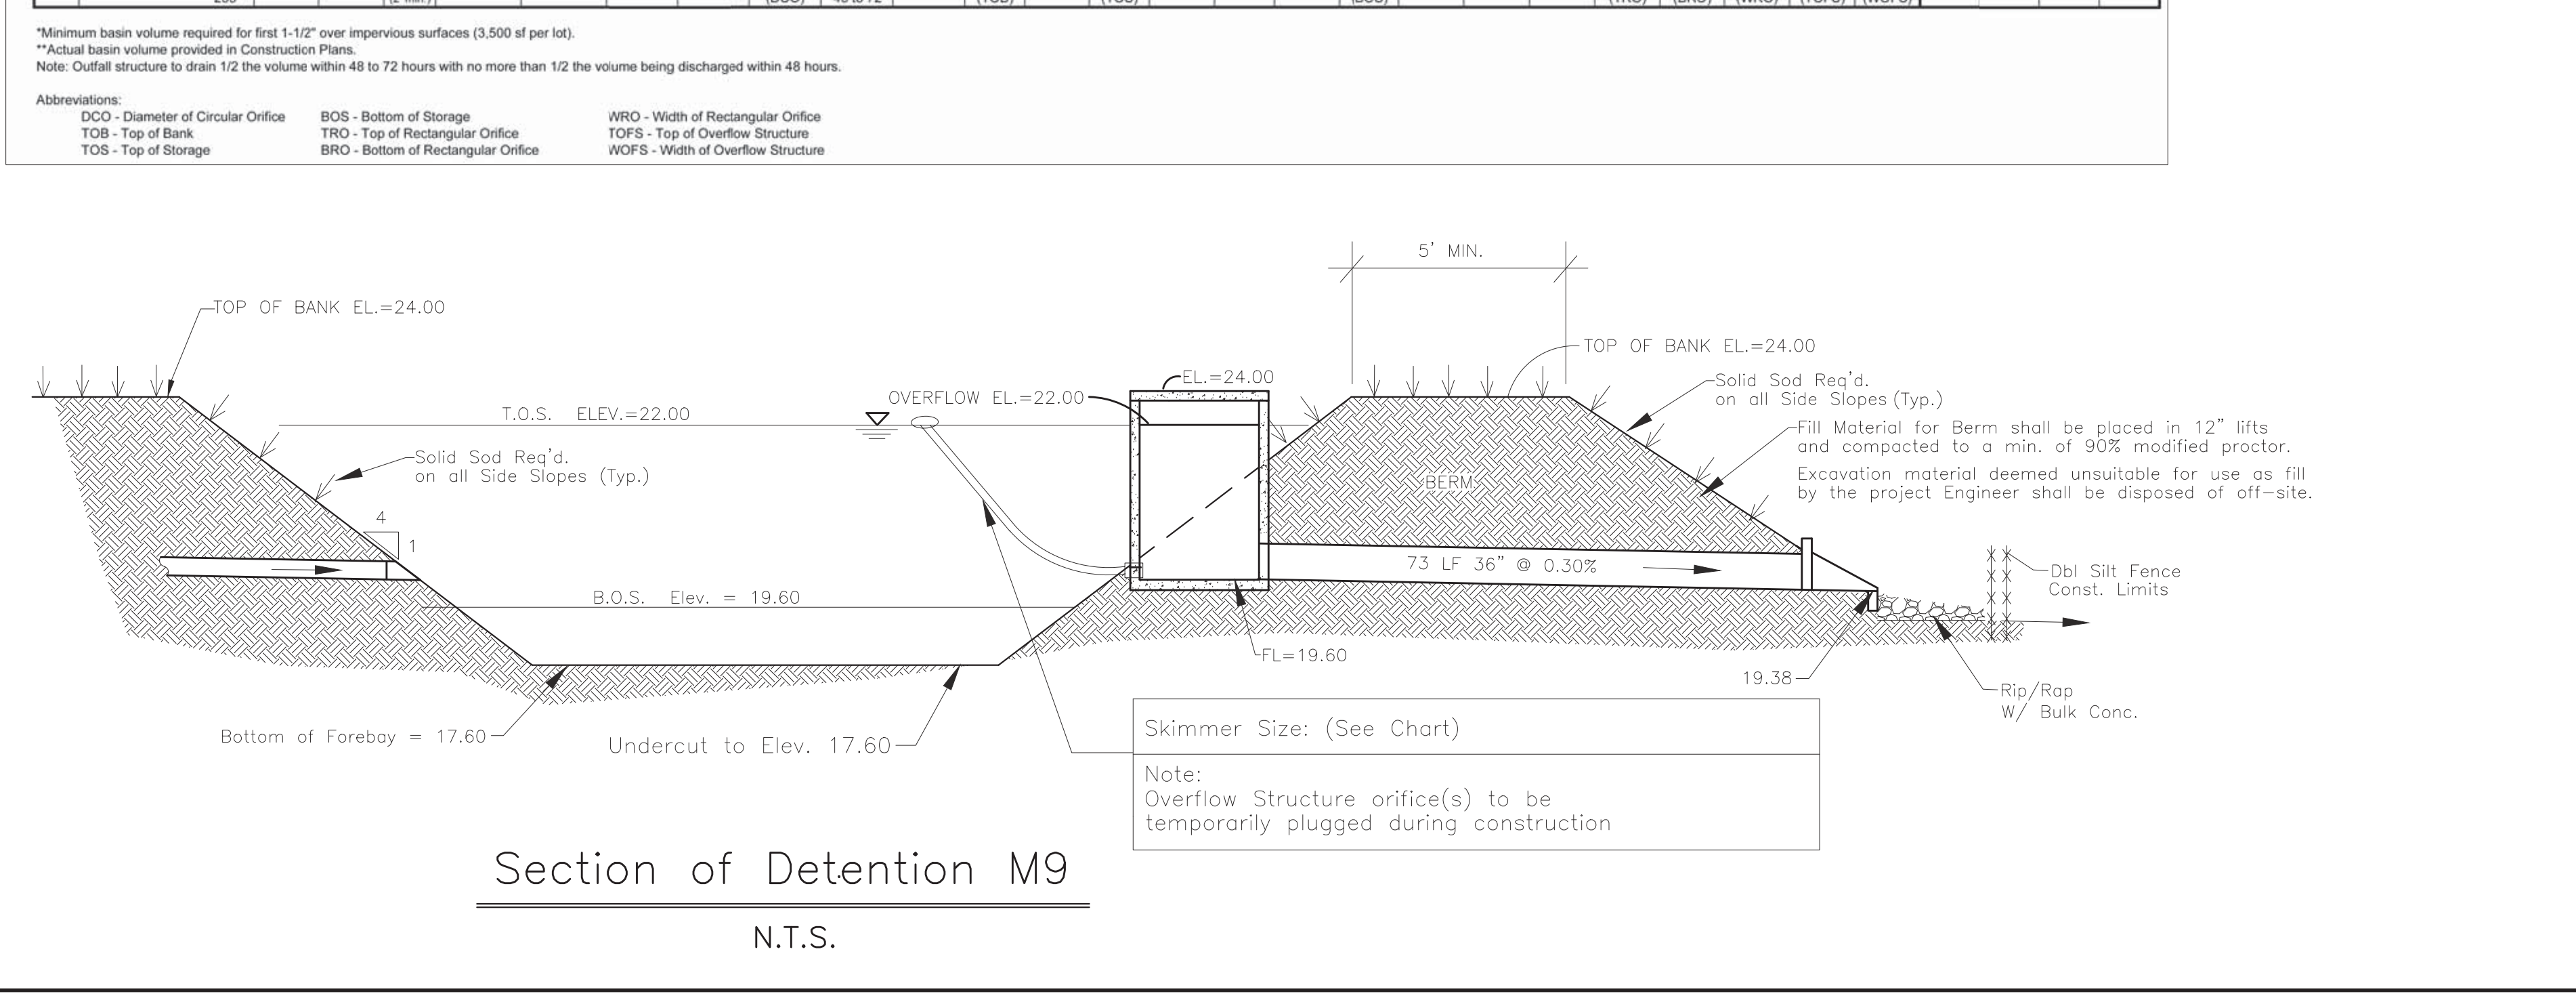 *Minimum basin volume required for first 1-1/2" over impervious surfaces (3,500 sf per lot).
**Actual basin volume provided in Construction Plans.
Note: Outfall structure to drain 1/2 the volume within 48 to 72 hours with no more than 1/2 the volume being discharged within 48 hours.
Abbreviations:
DCO - Diameter of Circular Orifice
BOS - Bottom of Storage
WRO - Width of Rectangular Orifice
TOB - Top of Bank
TRO - Top of Rectangular Orifice
TOFS - Top of Overflow Structure
TOS - Top of Storage
BRO - Bottom of Rectangular Orifice
WOFS - Width of Overflow Structure
5' MIN.
TOP OF BANK EL.=24.00
TOP OF BANK EL.=24.00
EL.=24.00
OVERFLOW EL.=22.00
T.O.S. ELEV.=22.00
Solid Sod Req'd.
on all Side Slopes (Typ.)
Fill Material for Berm shall be placed in 12" lifts
and compacted to a min. of 90% modified proctor.
Excavation material deemed unsuitable for use as fill
by the project Engineer shall be disposed of off-site.
Solid Sod Req'd.
on all Side Slopes (Typ.)
BERM
4
1
73 LF 36" @ 0.30%
Dbl Silt Fence
Const. Limits
B.O.S. Elev. = 19.60
FL=19.60
19.38
Rip/Rap
W/ Bulk Conc.
Bottom of Forebay = 17.60
Undercut to Elev. 17.60
Skimmer Size: (See Chart)
Note:
Overflow Structure orifice(s) to be
temporarily plugged during construction
Section of Detention M9
N.T.S.